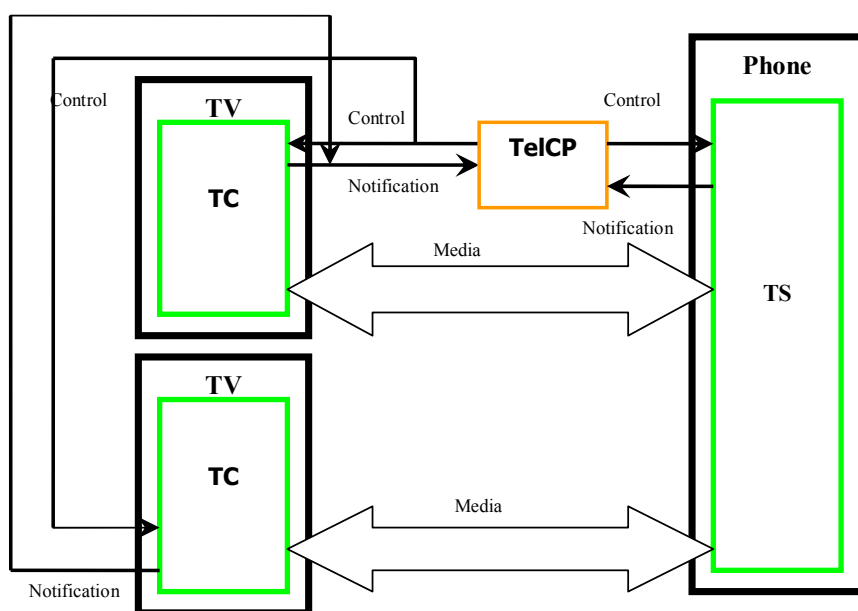 Phone
Control
TV
Control
Control
TelCP
TC
Notification
Notification
Media
TS
TV
TC
Media
Notification